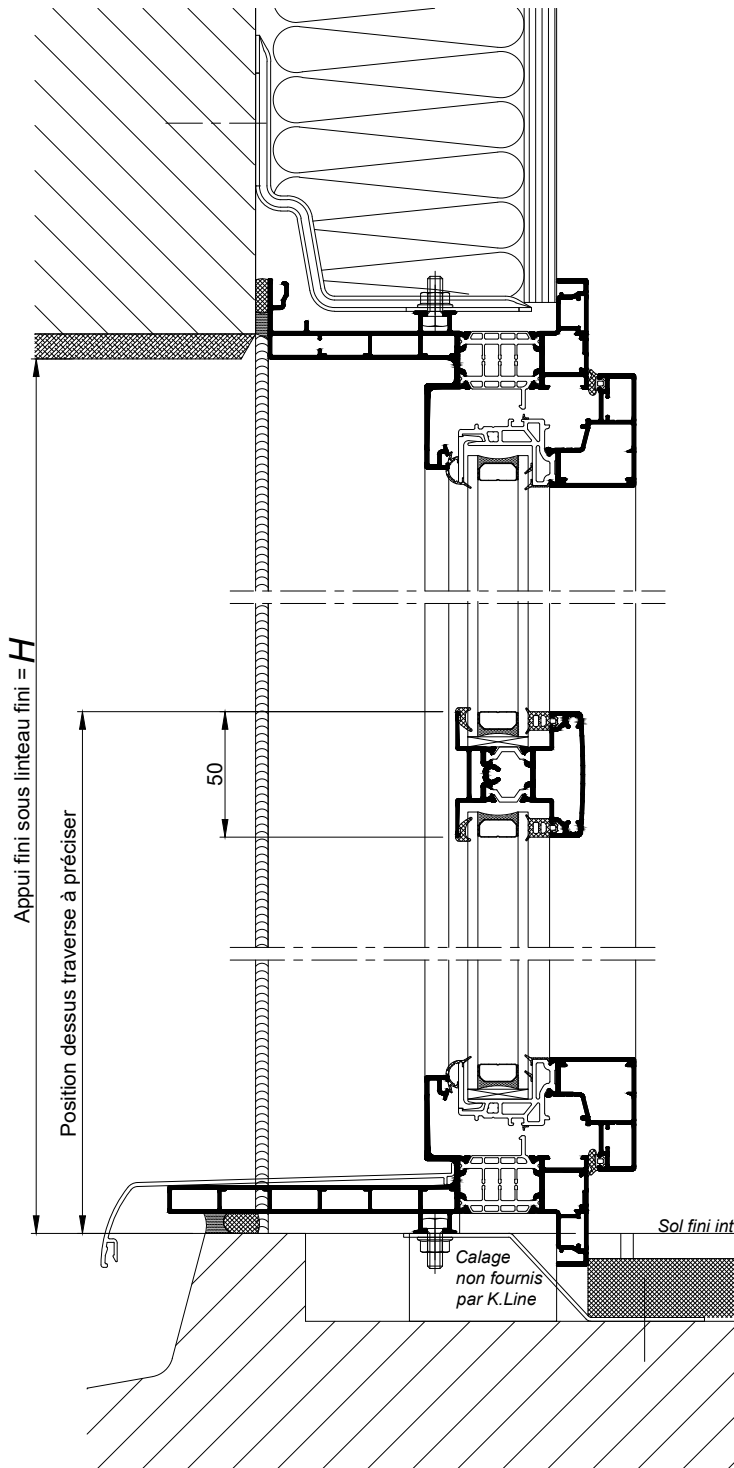 Appui fini sous linteau fini = H
Position dessus traverse à préciser
50
Sol fini int
Calage
non fournis
par K.Line